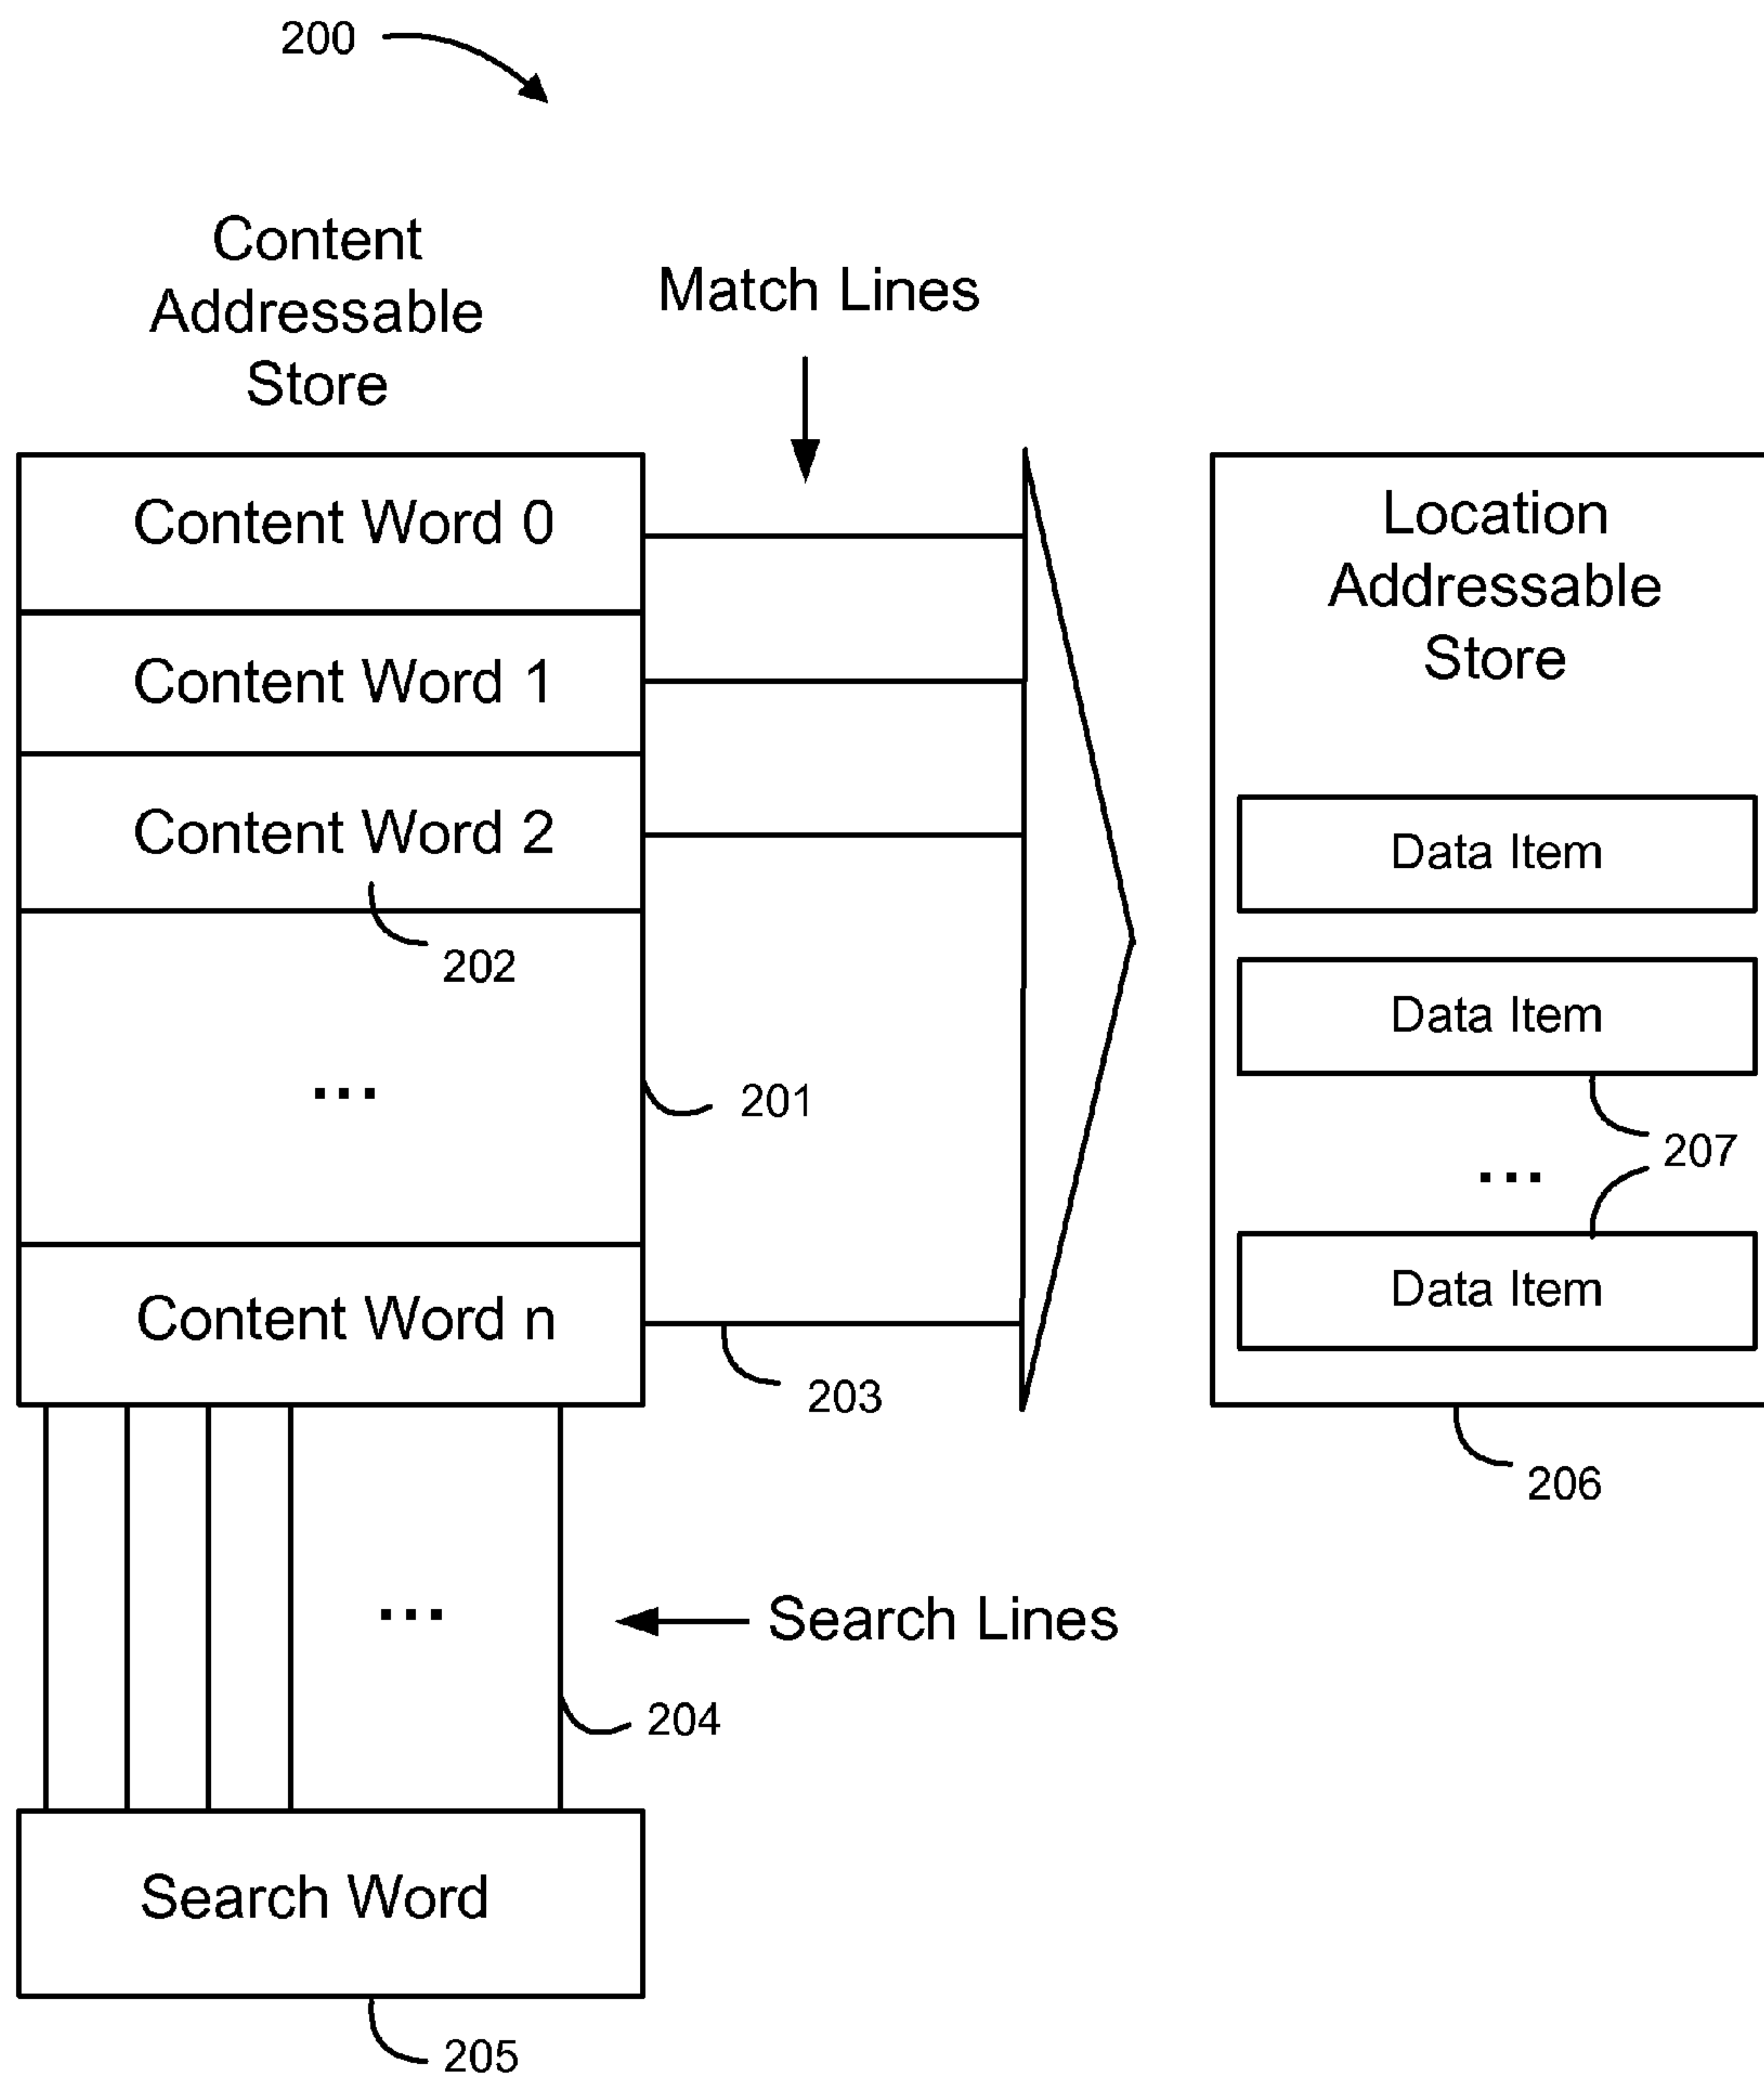 200
Content
Addressable
Store
Match Lines
Content Word 0
Content Word 1
Content Word 2
202
...
201
Content Word n
203
Location
Addressable
Store
Data Item
Data Item
207
...
Data Item
206
...
Search Lines
204
Search Word
205